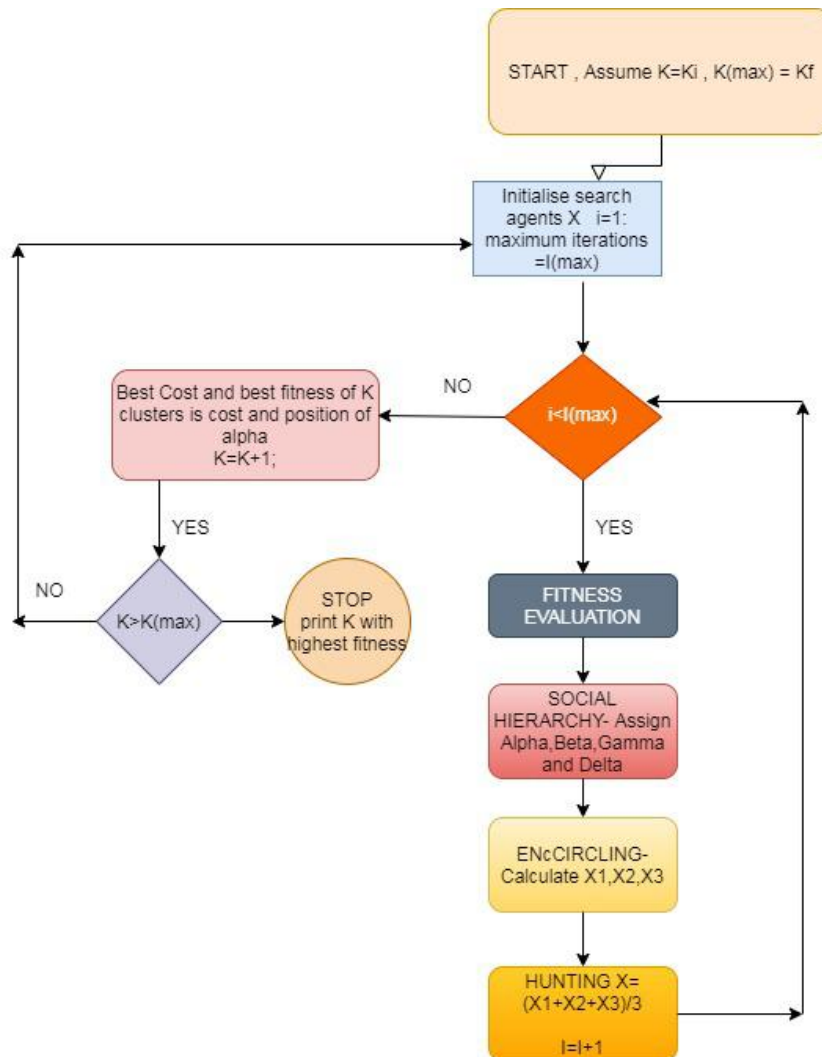 START , Assume K=Ki , K(max) = Kf
Initialise search
agents X i=1:
maximum iterations
=I(max)
i<I(max)
NO
Best Cost and best fitness of K
clusters is cost and position of
alpha
K=K+1;
YES
NO
K>K(max)
STOP
print K with
highest fitness
YES
FITNESS
EVALUATION
SOCIAL
HIERARCHY- Assign
Alpha,Beta,Gamma
and Delta
ENcCIRCLING-
Calculate X1,X2,X3
HUNTING X=
(X1+X2+X3)/3
I=I+1